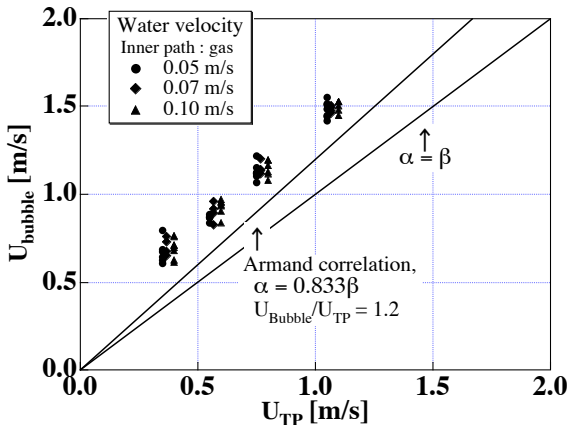 Water velocity
Inner path : gas
0.05 m/s
0.07 m/s
0.10 m/s
2.0
1.5
1.0
0.5
0.0
U_bubble [m/s]
α = β
Armand correlation,
α = 0.833β
U_Bubble/U_TP = 1.2
0.0 0.5 1.0 1.5 2.0
U_TP [m/s]